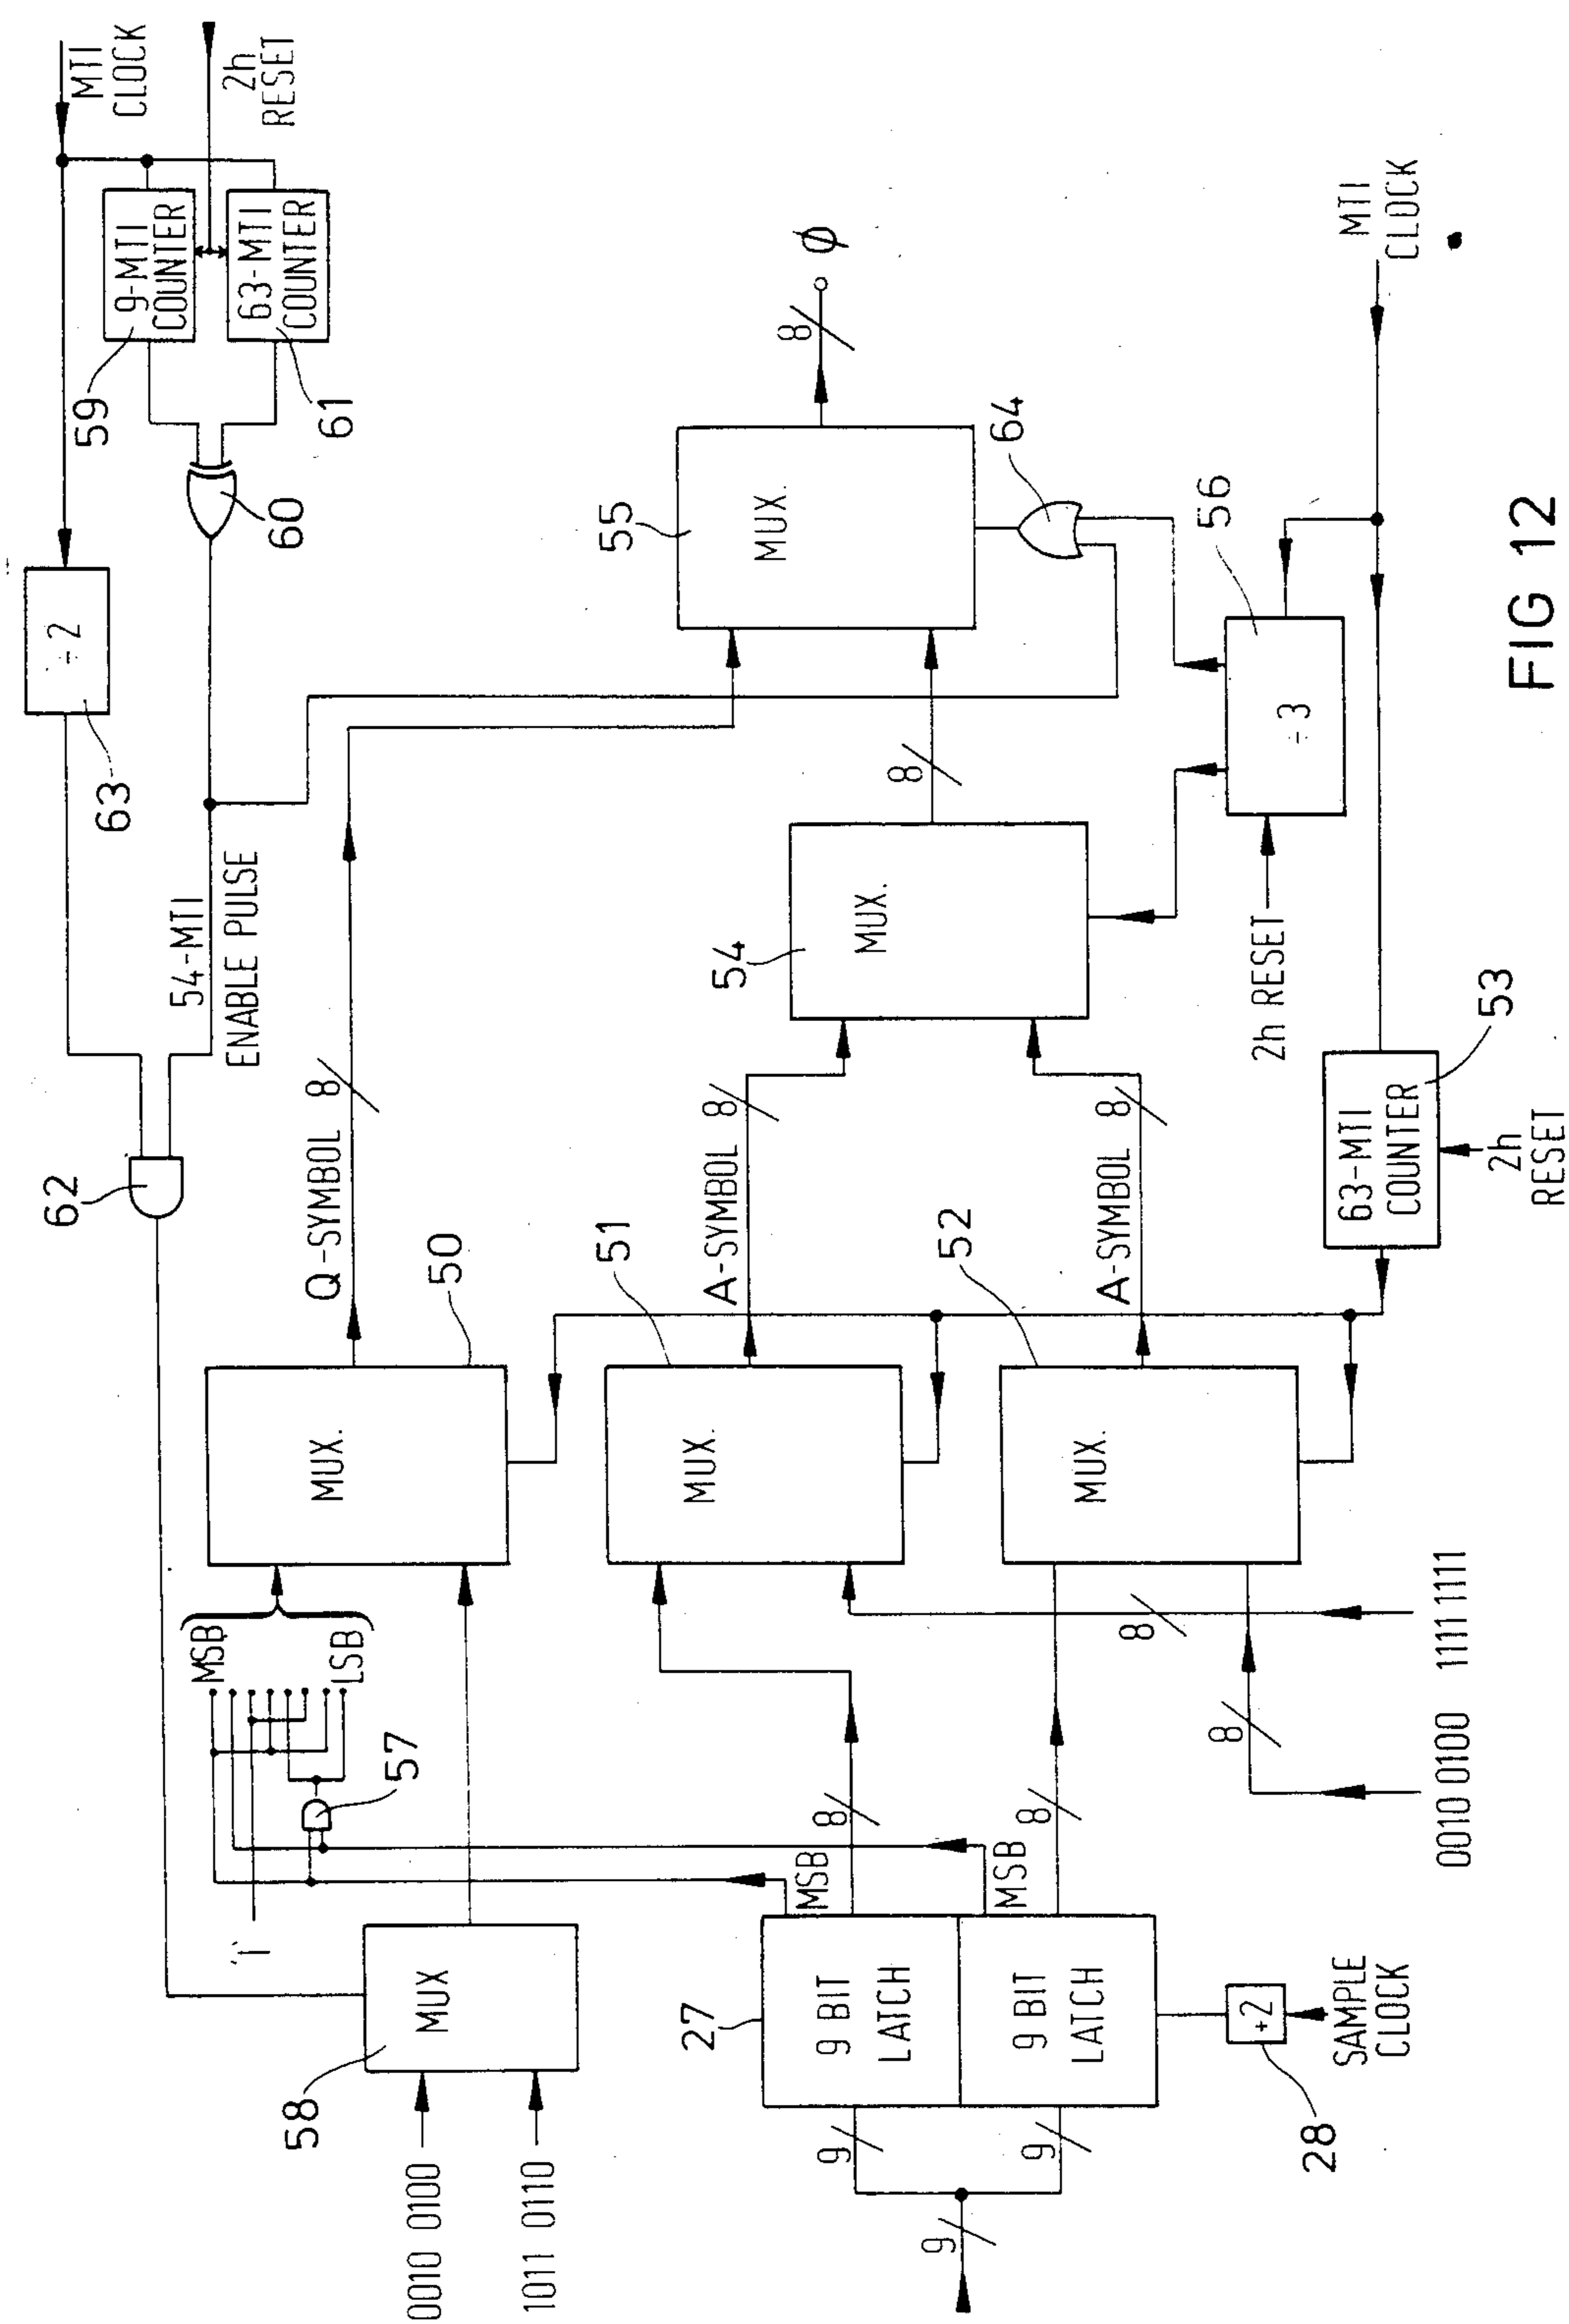 MTI
CLOCK
2h
RESET
9-MTI
COUNTER
59
63-MTI
COUNTER
61
60
÷2
63
54-MTI
ENABLE PULSE
62
Q-SYMBOL
8
MUX.
50
MSB
LSB
57
'1'
MUX
58
0010 0100
1011 0110
MUX.
55
8
ϕ
64
MUX.
54
8
÷3
56
2h RESET
MTI
CLOCK
63-MTI
COUNTER
53
2h
RESET
A-SYMBOL
8
MUX.
51
A-SYMBOL
8
MUX.
52
8
8
0010 0100
1111 1111
8
8
MSB
MSB
9 BIT
LATCH
27
9 BIT
LATCH
÷2
28
SAMPLE
CLOCK
9
9
9
FIG 12